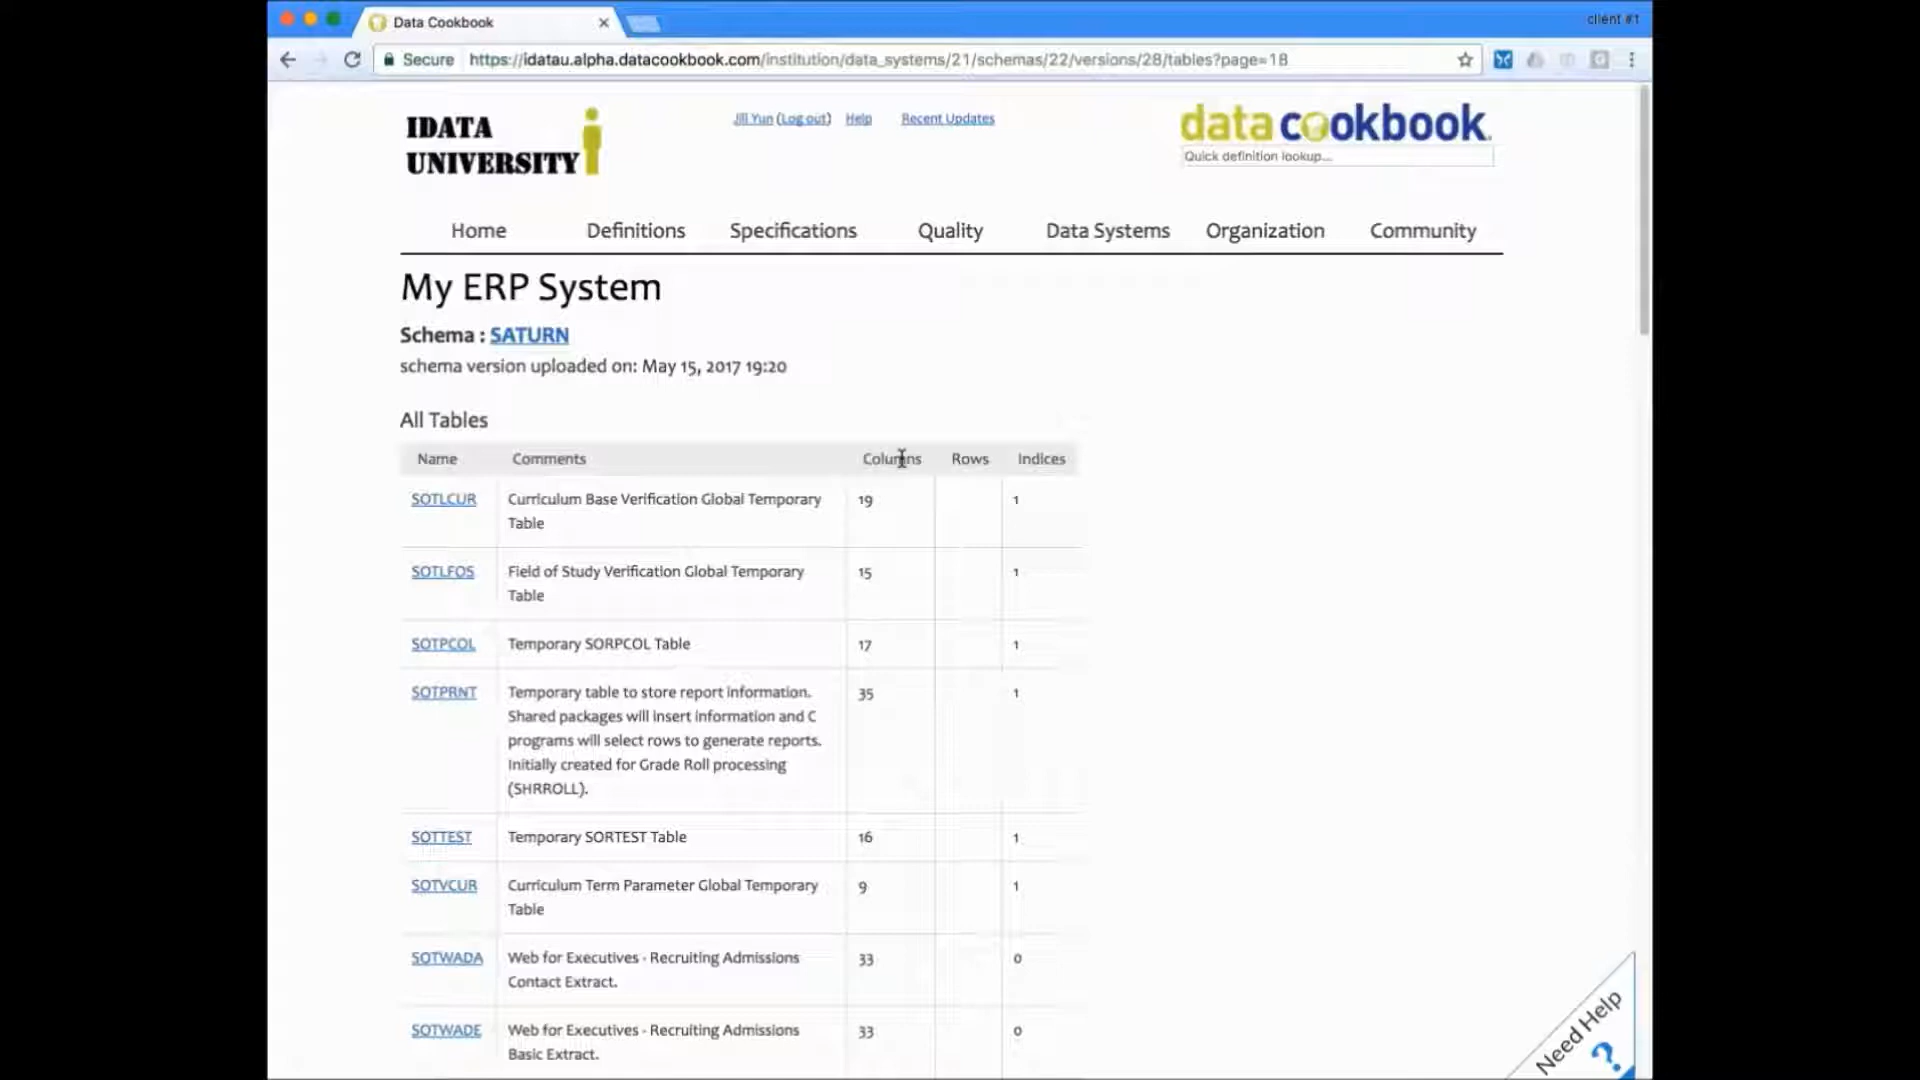 Data Cookbook
client #1
Secure https://idatau.alpha.datacookbook.com/institution/data_systems/21/schemas/22/versions/28/tables?page=18
IDATA
UNIVERSITY
Jill Yun (Log out) Help Recent Updates
data cookbook.
Quick definition lookup...
Home Definitions Specifications Quality Data Systems Organization Community
My ERP System
Schema : SATURN
schema version uploaded on: May 15, 2017 19:20
All Tables
Name Comments Columns Rows Indices
SOTLCUR Curriculum Base Verification Global Temporary 19 1
Table
SOTLFOS Field of Study Verification Global Temporary 15 1
Table
SOTPCOL Temporary SORPCOL Table 17 1
SOTPRNT Temporary table to store report information. 35 1
Shared packages will insert information and C
programs will select rows to generate reports.
Initially created for Grade Roll processing
(SHRROLL).
SOTTEST Temporary SORTEST Table 16 1
SOTVCUR Curriculum Term Parameter Global Temporary 9 1
Table
SOTWADA Web for Executives - Recruiting Admissions 33 0
Contact Extract.
SOTWADE Web for Executives - Recruiting Admissions 33 0
Basic Extract.
Need Help
?